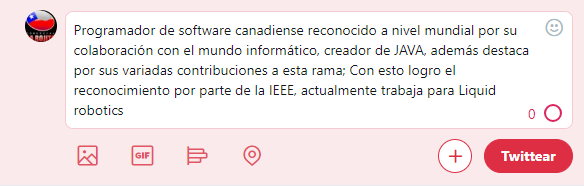 Programador de software canadiense reconocido a nivel mundial por su
colaboración con el mundo informático, creador de JAVA, además destaca
por sus variadas contribuciones a esta rama; Con esto logro el
reconocimiento por parte de la IEEE, actualmente trabaja para Liquid
robotics
0
GIF
Twittear